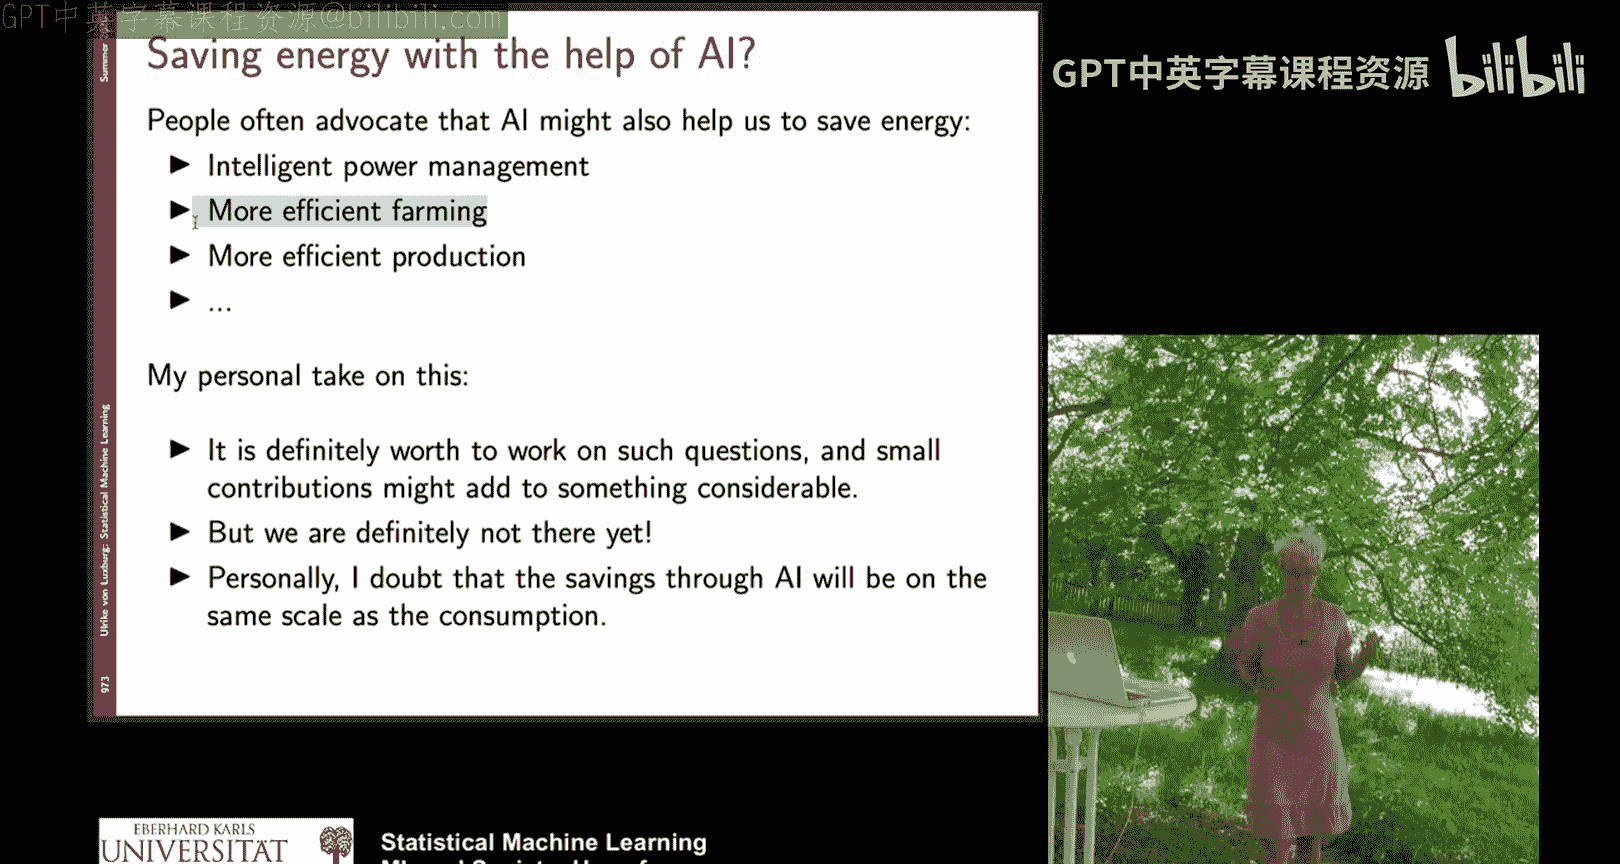 GPT中英字幕课程资源@bilibili.com
Saving energy with the help of AI?
GPT中英字幕课程资源 bilibili
People often advocate that AI might also help us to save energy:
Intelligent power management
More efficient farming
More efficient production
...
My personal take on this:
It is definitely worth to work on such questions, and small
contributions might add to something considerable.
But we are definitely not there yet!
Personally, I doubt that the savings through AI will be on the
same scale as the consumption.
Summer
Ulrike von Luxburg: Statistical Machine Learning
973
EBERHARD KARLS
UNIVERSITÄT
Statistical Machine Learning